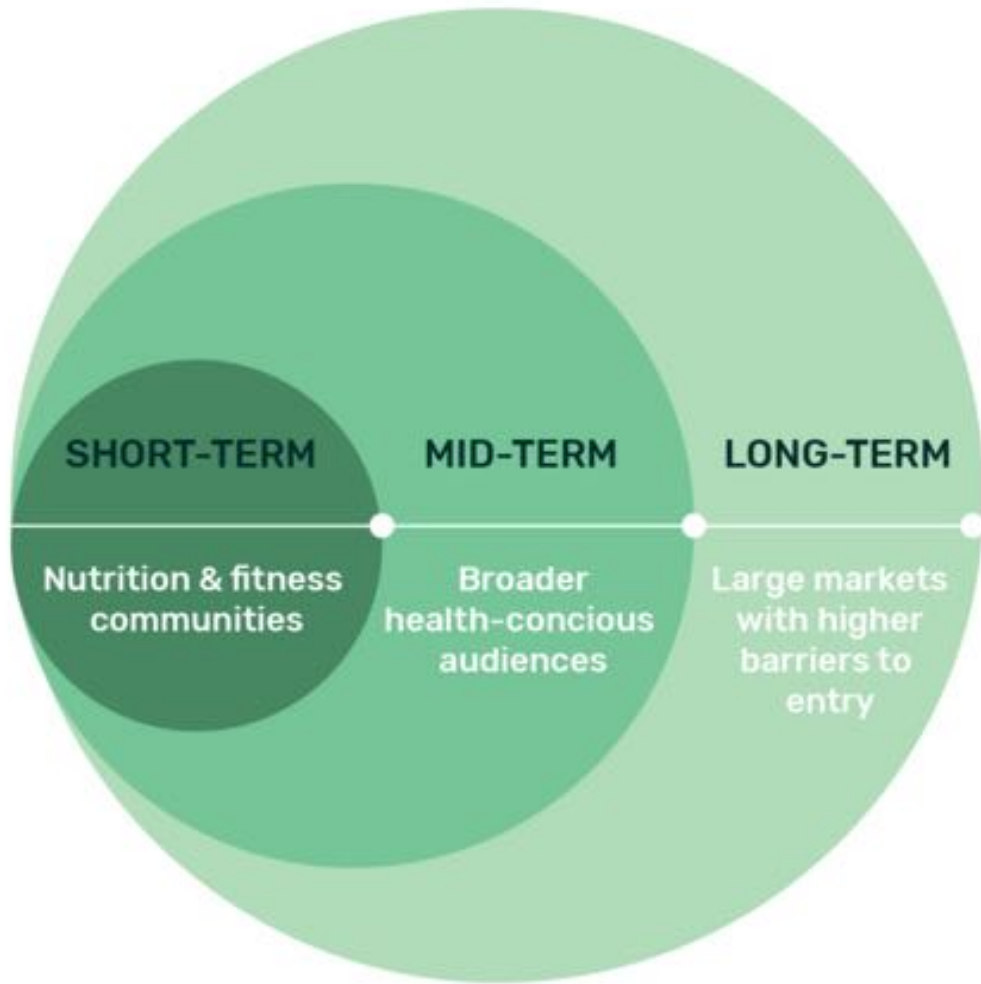 SHORT-TERM
Nutrition & fitness
communities
MID-TERM
Broader
health-concious
audiences
LONG-TERM
Large markets
with higher
barriers to
entry